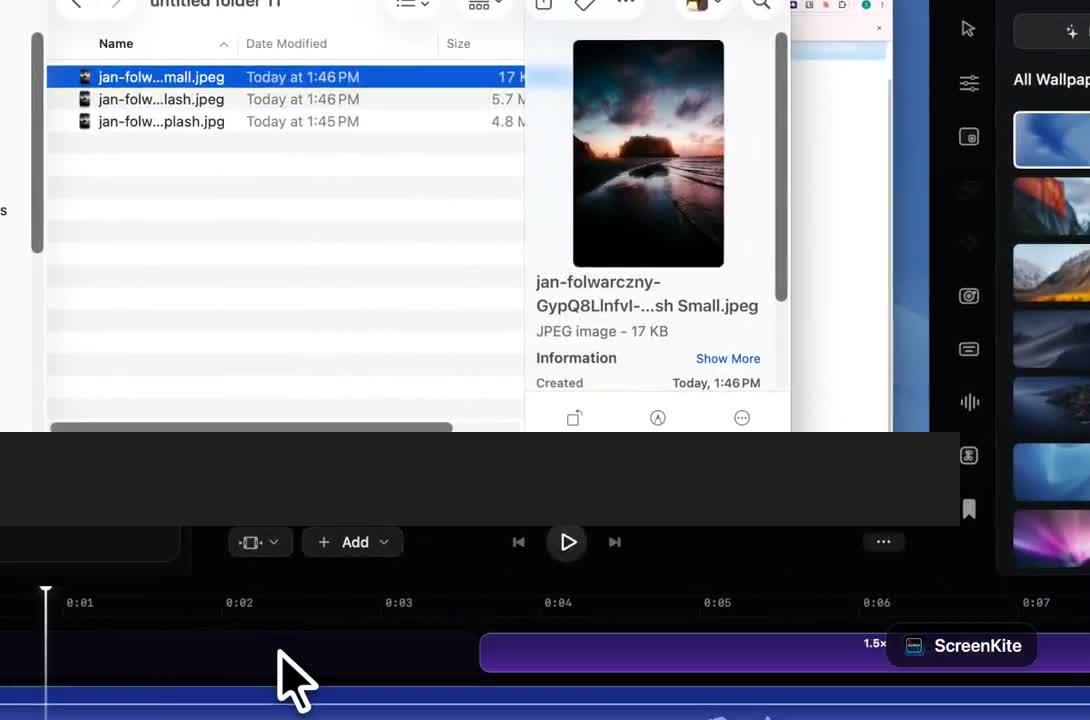 untitled folder 11
Name
Date Modified
Size
jan-folw...mall.jpeg
Today at 1:46 PM
17 K
jan-folw...lash.jpeg
Today at 1:46 PM
5.7 M
jan-folw...plash.jpg
Today at 1:45 PM
4.8 M
s
jan-folwarczny-
GypQ8LlnfvI-...sh Small.jpeg
JPEG image - 17 KB
Information
Show More
Created
Today, 1:46 PM
All Wallpap
Add
0:01
0:02
0:03
0:04
0:05
0:06
0:07
1.5×
ScreenKite